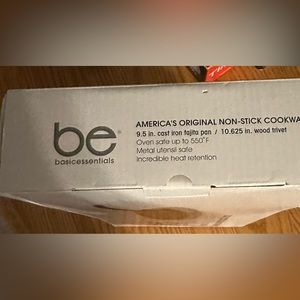 be
basicessentials
AMERICA'S ORIGINAL NON-STICK COOKWA
9.5 in. cast iron fajita pan / 10.625 in. wood trivet
Oven safe up to 550°F
Metal utensil safe
Incredible heat retention